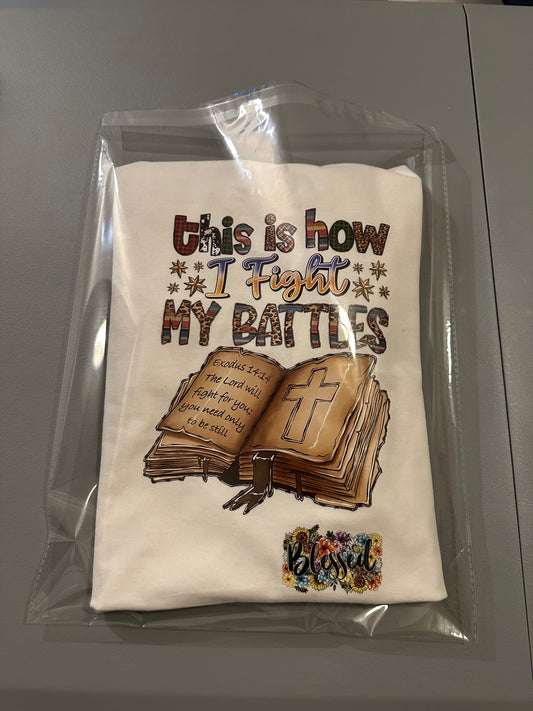 this is how
I Fight
MY BATTLES
Exodus 14:14
The Lord will
fight for you;
you need only
to be still
Blessed